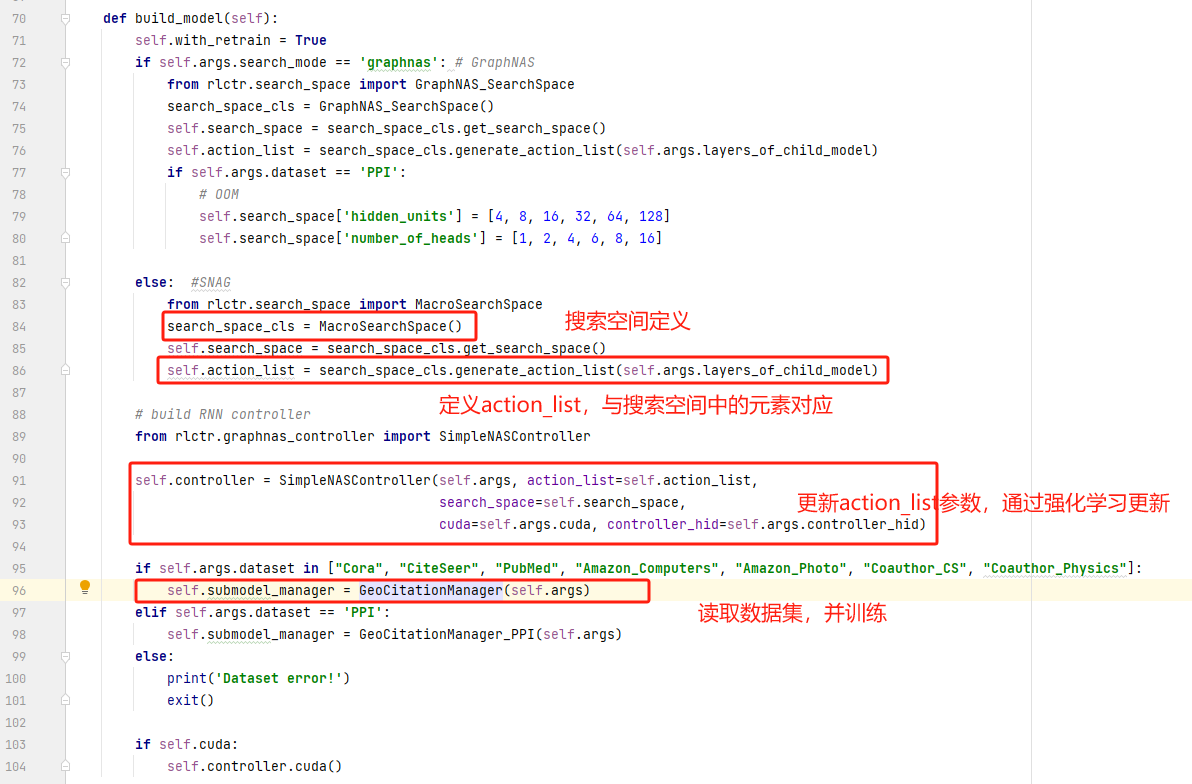 70 def build_model(self):
71 self.with_retrain = True
72 if self.args.search_mode == 'graphnas': # GraphNAS
73 from rlctr.search_space import GraphNAS_SearchSpace
74 search_space_cls = GraphNAS_SearchSpace()
75 self.search_space = search_space_cls.get_search_space()
76 self.action_list = search_space_cls.generate_action_list(self.args.layers_of_child_model)
77 if self.args.dataset == 'PPI':
78 # OOM
79 self.search_space['hidden_units'] = [4, 8, 16, 32, 64, 128]
80 self.search_space['number_of_heads'] = [1, 2, 4, 6, 8, 16]
81
82 else: #SNAG
83 from rlctr.search_space import MacroSearchSpace
84 search_space_cls = MacroSearchSpace() 搜索空间定义
85 self.search_space = search_space_cls.get_search_space()
86 self.action_list = search_space_cls.generate_action_list(self.args.layers_of_child_model)
87 定义action_list，与搜索空间中的元素对应
88 # build RNN controller
89 from rlctr.graphnas_controller import SimpleNASController
90
91 self.controller = SimpleNASController(self.args, action_list=self.action_list,
92 search_space=self.search_space, 更新action_list参数，通过强化学习更新
93 cuda=self.args.cuda, controller_hid=self.args.controller_hid)
94
95 if self.args.dataset in ["Cora", "CiteSeer", "PubMed", "Amazon_Computers", "Amazon_Photo", "Coauthor_CS", "Coauthor_Physics"]:
96 self.submodel_manager = GeoCitationManager(self.args)
97 elif self.args.dataset == 'PPI': 读取数据集，并训练
98 self.submodel_manager = GeoCitationManager_PPI(self.args)
99 else:
100 print('Dataset error!')
101 exit()
102
103 if self.cuda:
104 self.controller.cuda()